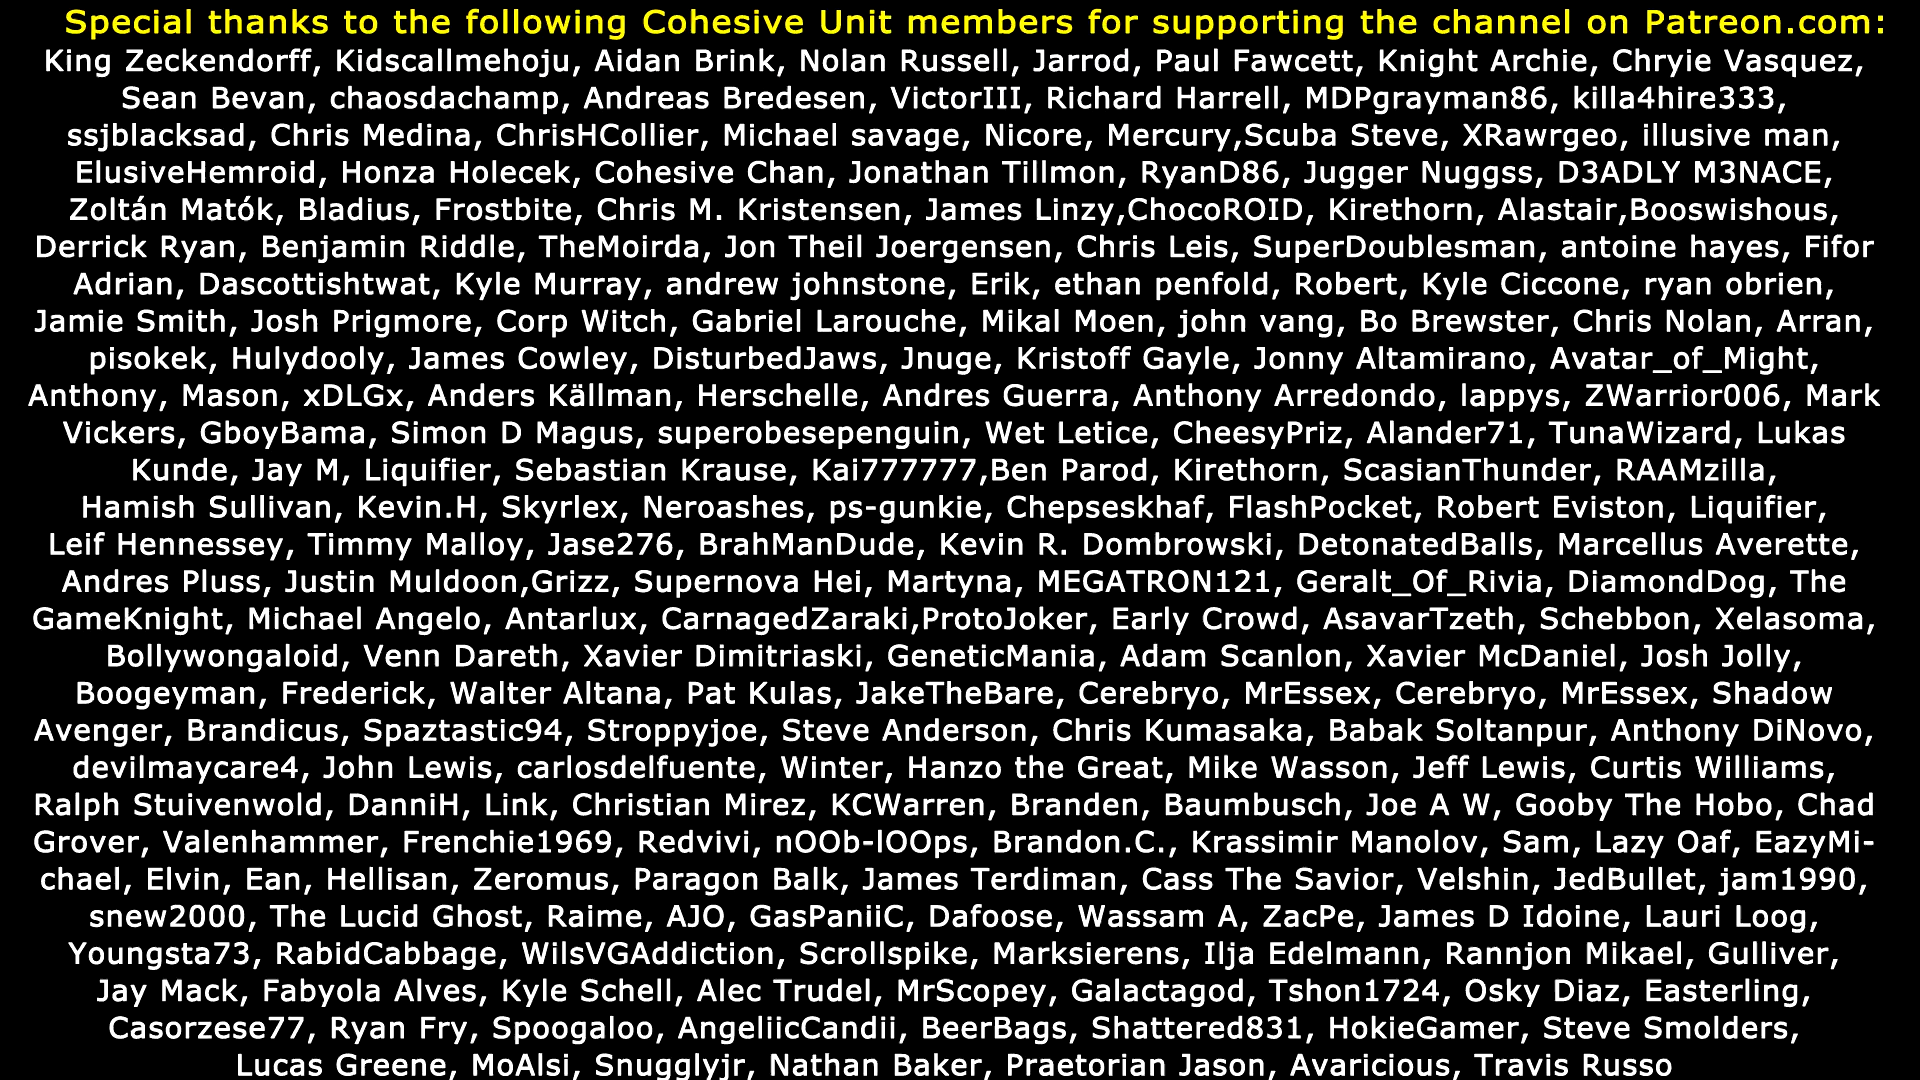 Special thanks to the following Cohesive Unit members for supporting the channel on Patreon.com:
King Zeckendorff, Kidscallmehoju, Aidan Brink, Nolan Russell, Jarrod, Paul Fawcett, Knight Archie, Chryie Vasquez,
Sean Bevan, chaosdachamp, Andreas Bredesen, VictorIII, Richard Harrell, MDPgrayman86, killa4hire333,
ssjblacksad, Chris Medina, ChrisHCollier, Michael savage, Nicore, Mercury,Scuba Steve, XRawrgeo, illusive man,
ElusiveHemroid, Honza Holecek, Cohesive Chan, Jonathan Tillmon, RyanD86, Jugger Nuggss, D3ADLY M3NACE,
Zoltán Matók, Bladius, Frostbite, Chris M. Kristensen, James Linzy,ChocoROID, Kirethorn, Alastair,Booswishous,
Derrick Ryan, Benjamin Riddle, TheMoirda, Jon Theil Joergensen, Chris Leis, SuperDoublesman, antoine hayes, Fifor
Adrian, Dascottishtwat, Kyle Murray, andrew johnstone, Erik, ethan penfold, Robert, Kyle Ciccone, ryan obrien,
Jamie Smith, Josh Prigmore, Corp Witch, Gabriel Larouche, Mikal Moen, john vang, Bo Brewster, Chris Nolan, Arran,
pisokek, Hulydooly, James Cowley, DisturbedJaws, Jnuge, Kristoff Gayle, Jonny Altamirano, Avatar_of_Might,
Anthony, Mason, xDLGx, Anders Källman, Herschelle, Andres Guerra, Anthony Arredondo, lappys, ZWarrior006, Mark
Vickers, GboyBama, Simon D Magus, superobesepenguin, Wet Letice, CheesyPriz, Alander71, TunaWizard, Lukas
Kunde, Jay M, Liquifier, Sebastian Krause, Kai777777,Ben Parod, Kirethorn, ScasianThunder, RAAMzilla,
Hamish Sullivan, Kevin.H, Skyrlex, Neroashes, ps-gunkie, Chepseskhaf, FlashPocket, Robert Eviston, Liquifier,
Leif Hennessey, Timmy Malloy, Jase276, BrahManDude, Kevin R. Dombrowski, DetonatedBalls, Marcellus Averette,
Andres Pluss, Justin Muldoon,Grizz, Supernova Hei, Martyna, MEGATRON121, Geralt_Of_Rivia, DiamondDog, The
GameKnight, Michael Angelo, Antarlux, CarnagedZaraki,ProtoJoker, Early Crowd, AsavarTzeth, Schebbon, Xelasoma,
Bollywongaloid, Venn Dareth, Xavier Dimitriaski, GeneticMania, Adam Scanlon, Xavier McDaniel, Josh Jolly,
Boogeyman, Frederick, Walter Altana, Pat Kulas, JakeTheBare, Cerebryo, MrEssex, Cerebryo, MrEssex, Shadow
Avenger, Brandicus, Spaztastic94, Stroppyjoe, Steve Anderson, Chris Kumasaka, Babak Soltanpur, Anthony DiNovo,
devilmaycare4, John Lewis, carlosdelfuente, Winter, Hanzo the Great, Mike Wasson, Jeff Lewis, Curtis Williams,
Ralph Stuivenwold, DanniH, Link, Christian Mirez, KCWarren, Branden, Baumbusch, Joe A W, Gooby The Hobo, Chad
Grover, Valenhammer, Frenchie1969, Redvivi, nOOb-lOOps, Brandon.C., Krassimir Manolov, Sam, Lazy Oaf, EazyMi-
chael, Elvin, Ean, Hellisan, Zeromus, Paragon Balk, James Terdiman, Cass The Savior, Velshin, JedBullet, jam1990,
snew2000, The Lucid Ghost, Raime, AJO, GasPaniiC, Dafoose, Wassam A, ZacPe, James D Idoine, Lauri Loog,
Youngsta73, RabidCabbage, WilsVGAddiction, Scrollspike, Marksierens, Ilja Edelmann, Rannjon Mikael, Gulliver,
Jay Mack, Fabyola Alves, Kyle Schell, Alec Trudel, MrScopey, Galactagod, Tshon1724, Osky Diaz, Easterling,
Casorzese77, Ryan Fry, Spoogaloo, AngeliicCandii, BeerBags, Shattered831, HokieGamer, Steve Smolders,
Lucas Greene, MoAlsi, Snugglyjr, Nathan Baker, Praetorian Jason, Avaricious, Travis Russo